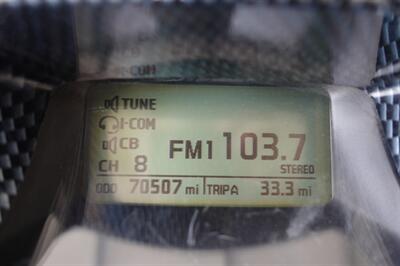 TUNE
I-COM
CB
FM1 103.7
CH 8
STEREO
ODO 70507 mi TRIPA 33.3 mi